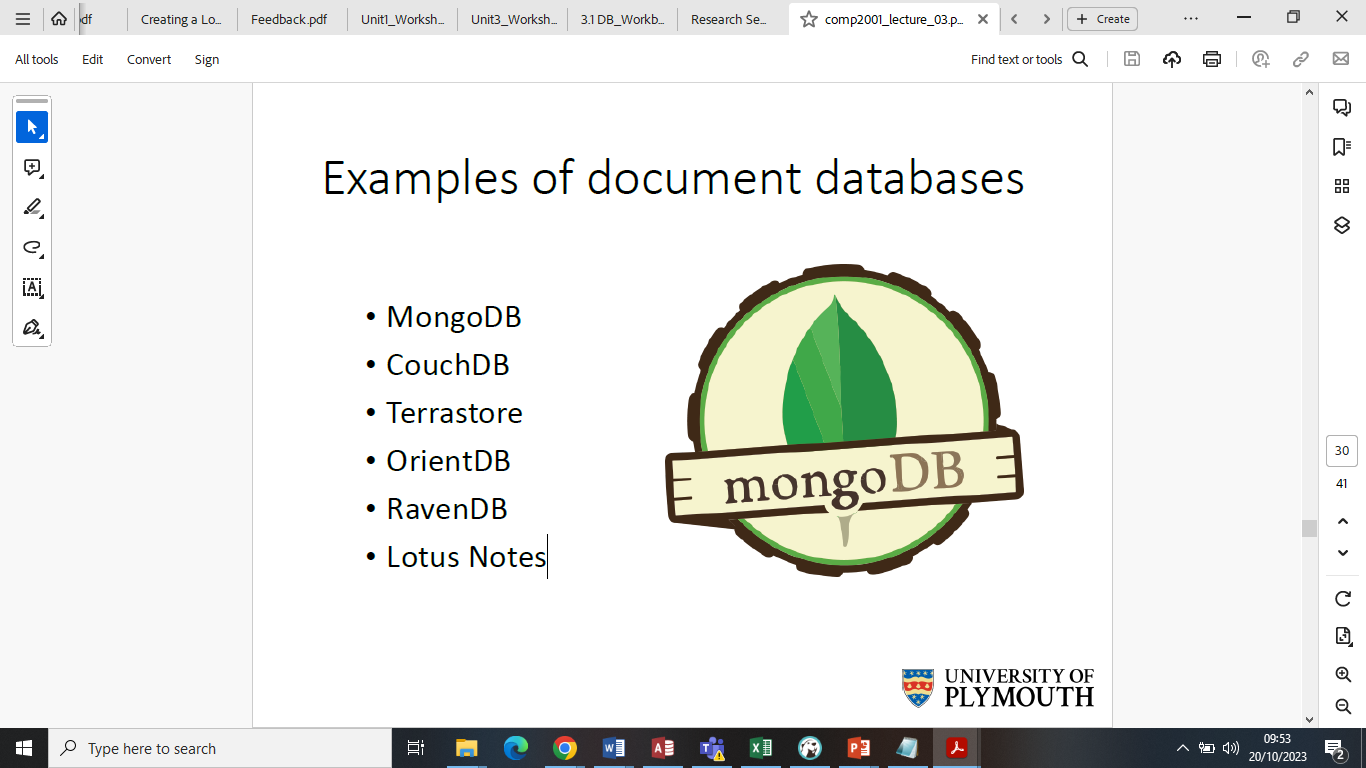 odf
Creating a Lo...
Feedback.pdf
Unit1_Worksh...
Unit3_Worksh...
3.1 DB_Workb...
Research Se...
comp2001_lecture_03.p...
Create
All tools
Edit
Convert
Sign
Find text or tools
Examples of document databases
• MongoDB
• CouchDB
• Terrastore
• OrientDB
• RavenDB
• Lotus Notes
mongoDB
30
41
UNIVERSITY OF
PLYMOUTH
Type here to search
09:53
20/10/2023
2